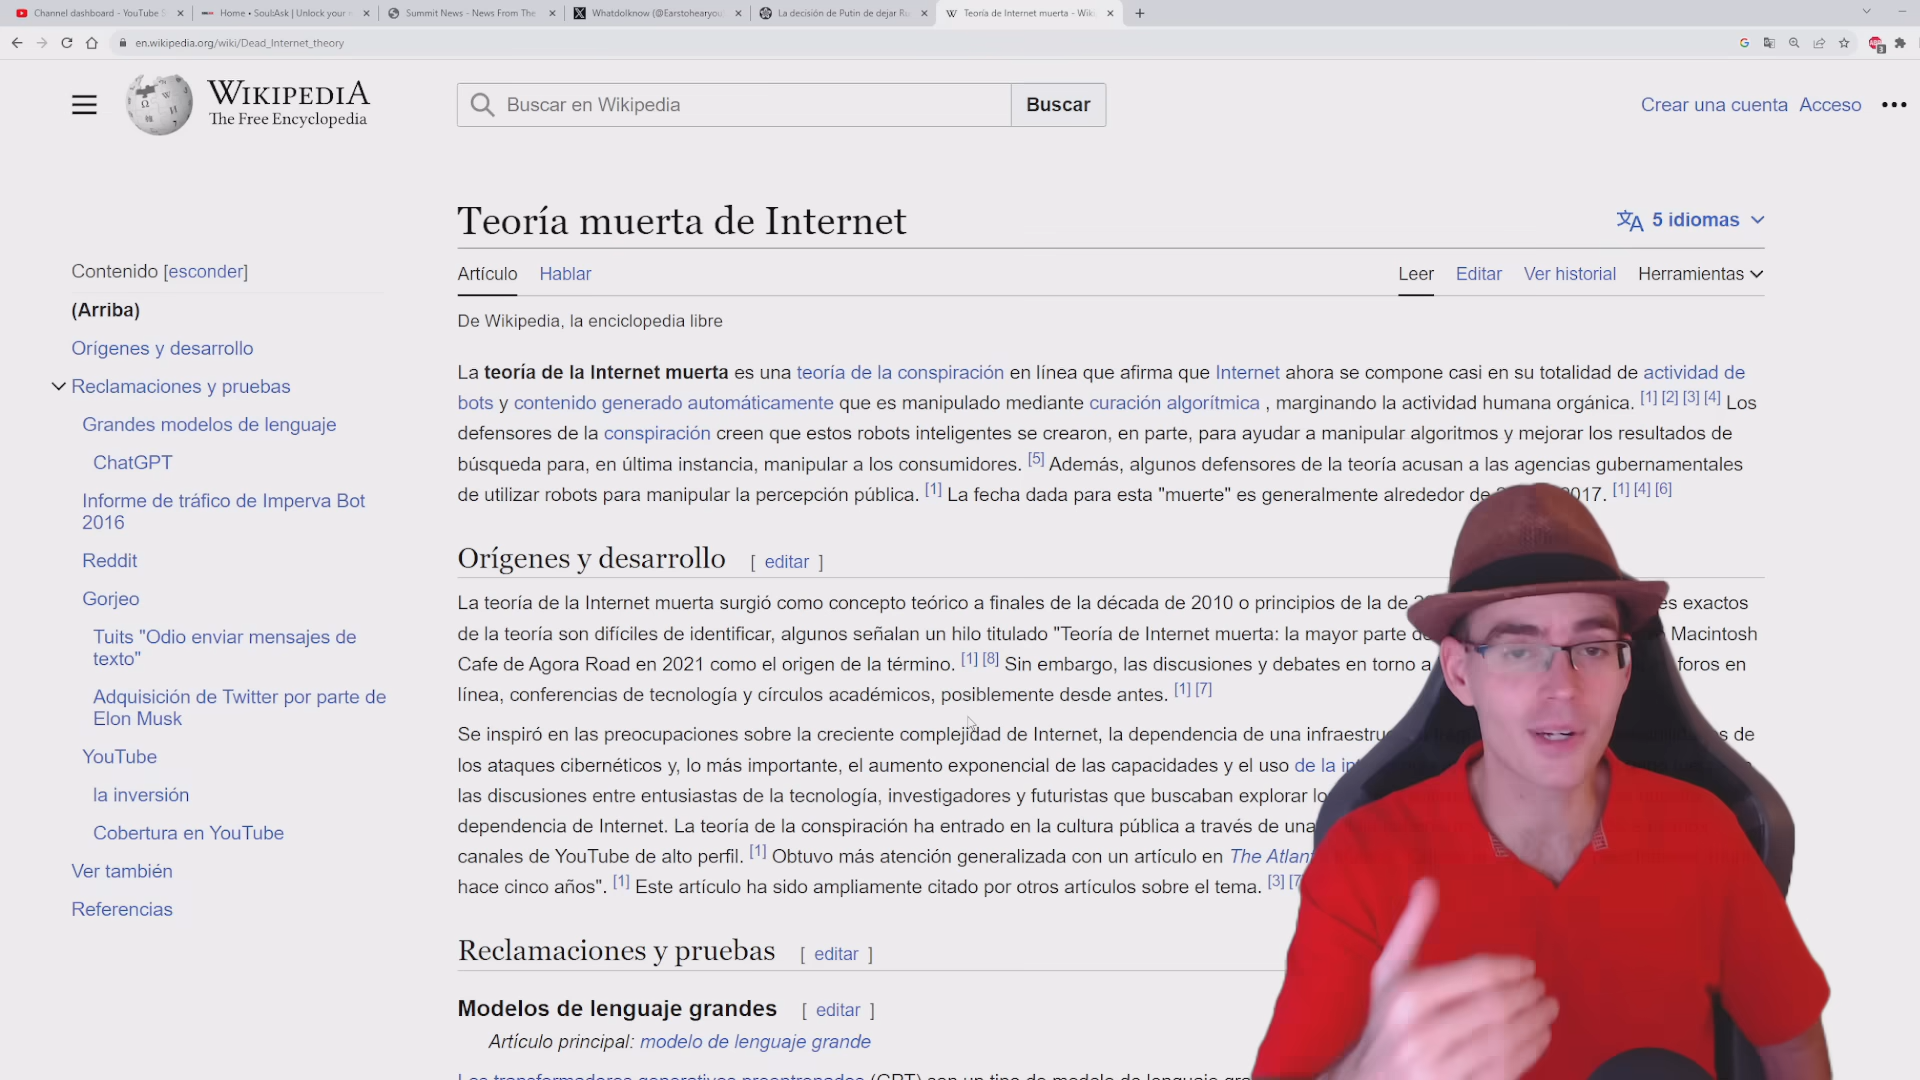 Channel dashboard - YouTube S
Home • SoubAsk | Unlock your
Summit News - News From The
WhatdoIknow (@Earstohearyou
La decisión de Putin de dejar Ru
Teoría de Internet muerta - Wiki
en.wikipedia.org/wiki/Dead_Internet_theory
WIKIPEDIA
The Free Encyclopedia
Buscar en Wikipedia
Buscar
Crear una cuenta
Acceso
Teoría muerta de Internet
5 idiomas
Artículo
Hablar
Leer
Editar
Ver historial
Herramientas
De Wikipedia, la enciclopedia libre
Contenido [esconder]
(Arriba)
Orígenes y desarrollo
Reclamaciones y pruebas
Grandes modelos de lenguaje
ChatGPT
Informe de tráfico de Imperva Bot
2016
Reddit
Gorjeo
Tuits "Odio enviar mensajes de
texto"
Adquisición de Twitter por parte de
Elon Musk
YouTube
la inversión
Cobertura en YouTube
Ver también
Referencias
La teoría de la Internet muerta es una teoría de la conspiración en línea que afirma que Internet ahora se compone casi en su totalidad de actividad de
bots y contenido generado automáticamente que es manipulado mediante curación algorítmica , marginando la actividad humana orgánica. [1] [2] [3] [4] Los
defensores de la conspiración creen que estos robots inteligentes se crearon, en parte, para ayudar a manipular algoritmos y mejorar los resultados de
búsqueda para, en última instancia, manipular a los consumidores. [5] Además, algunos defensores de la teoría acusan a las agencias gubernamentales
de utilizar robots para manipular la percepción pública. [1] La fecha dada para esta "muerte" es generalmente alrededor de 2017. [1] [4] [6]
Orígenes y desarrollo [ editar ]
La teoría de la Internet muerta surgió como concepto teórico a finales de la década de 2010 o principios de la de exactos
de la teoría son difíciles de identificar, algunos señalan un hilo titulado "Teoría de Internet muerta: la mayor parte Macintosh
Cafe de Agora Road en 2021 como el origen de la término. [1] [8] Sin embargo, las discusiones y debates en torno a foros en
línea, conferencias de tecnología y círculos académicos, posiblemente desde antes. [1] [7]
Se inspiró en las preocupaciones sobre la creciente complejidad de Internet, la dependencia de una de
los ataques cibernéticos y, lo más importante, el aumento exponencial de las capacidades y el uso de la
las discusiones entre entusiastas de la tecnología, investigadores y futuristas que buscaban explorar
dependencia de Internet. La teoría de la conspiración ha entrado en la cultura pública a través de una
canales de YouTube de alto perfil. [1] Obtuvo más atención generalizada con un artículo en The
hace cinco años". [1] Este artículo ha sido ampliamente citado por otros artículos sobre el tema. [3]
Reclamaciones y pruebas [ editar ]
Modelos de lenguaje grandes [ editar ]
Artículo principal: modelo de lenguaje grande
Los transformadores generativos preentrenados (GPT) son un tipo de modelo de lenguaje